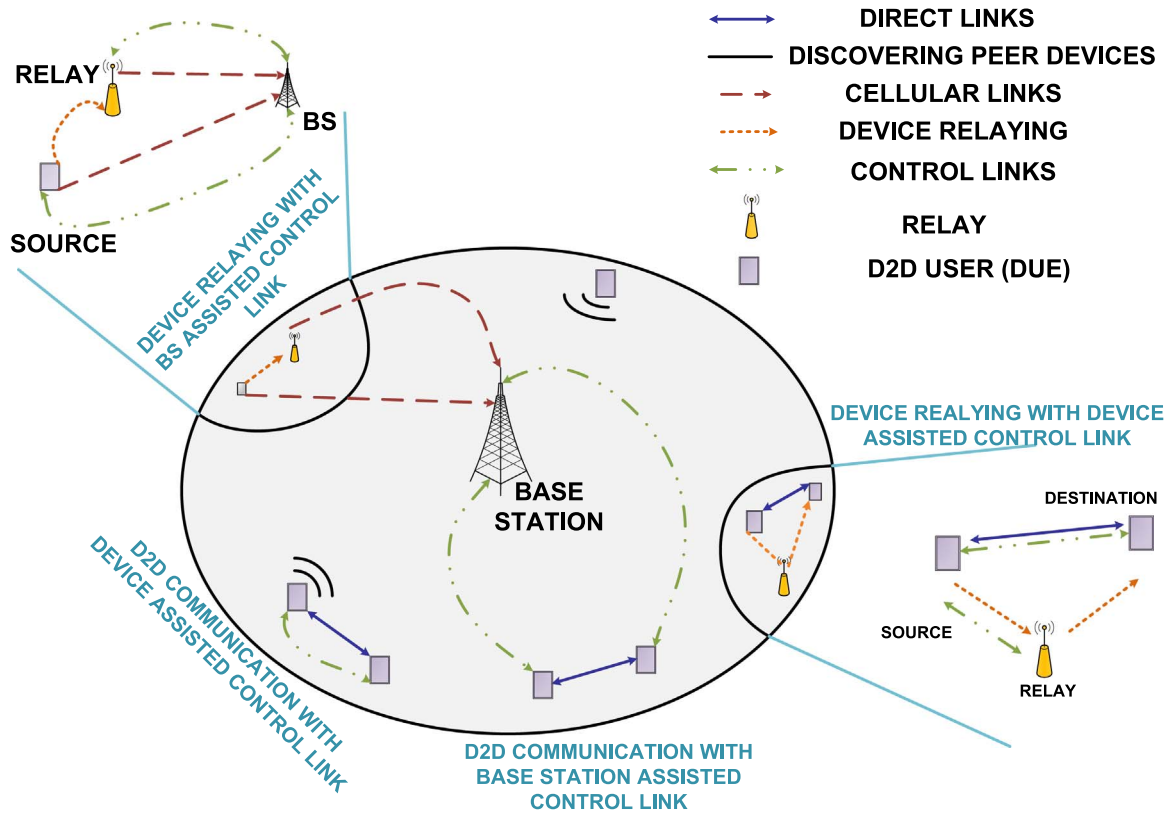 DIRECT LINKS
DISCOVERING PEER DEVICES
CELLULAR LINKS
DEVICE RELAYING
CONTROL LINKS
RELAY
D2D USER (DUE)
RELAY
BS
SOURCE
DEVICE RELAYING WITH
BS ASSISTED CONTROL
LINK
BASE
STATION
DEVICE REALYING WITH DEVICE
ASSISTED CONTROL LINK
DESTINATION
SOURCE
RELAY
D2D COMMUNICATION WITH
DEVICE ASSISTED CONTROL LINK
D2D COMMUNICATION WITH
BASE STATION ASSISTED
CONTROL LINK